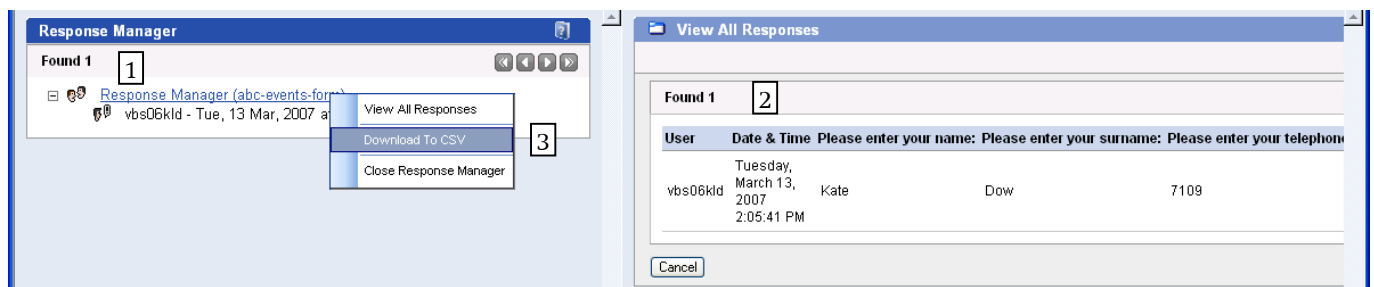 Response Manager
Found 1
1
Response Manager (abc-events-form)
vbs06kld - Tue, 13 Mar, 2007 a
View All Responses
Download To CSV
3
Close Response Manager
View All Responses
Found 1
2
User Date & Time Please enter your name: Please enter your surname: Please enter your telephone
Tuesday,
March 13,
2007
2:05:41 PM
vbs06kld Kate Dow 7109
Cancel